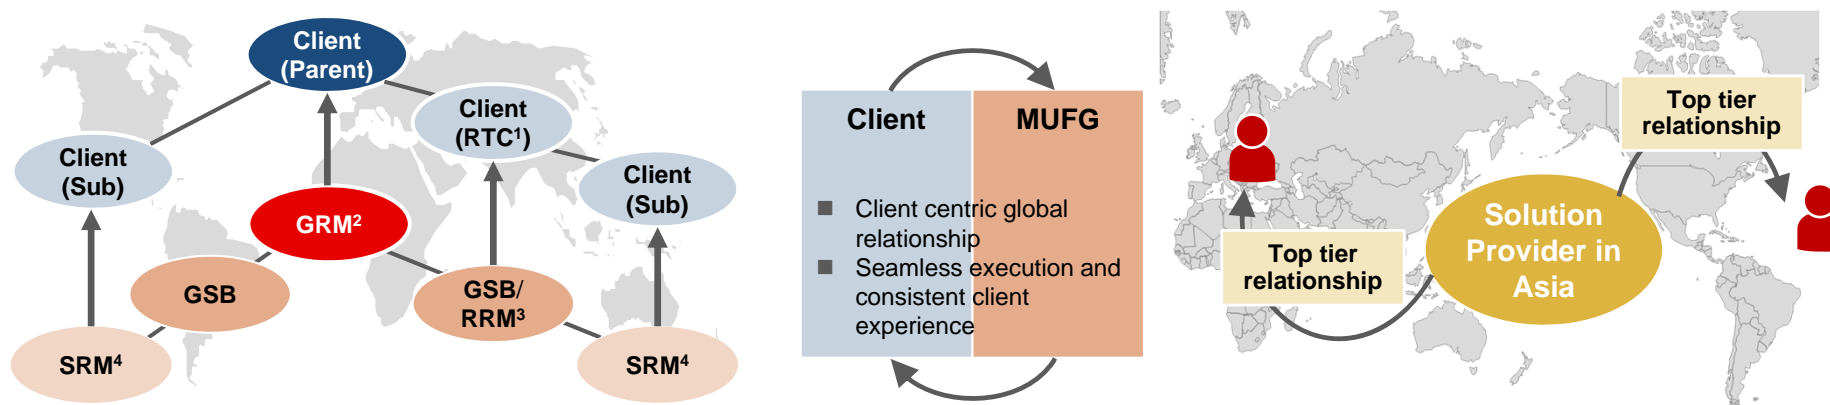 Client
(Parent)
Client
(RTC¹)
Client
(Sub)
Client
(Sub)
GRM²
GSB
GSB/
RRM³
SRM⁴
SRM⁴
Client
MUFG
■ Client centric global
relationship
■ Seamless execution and
consistent client
experience
Top tier
relationship
Solution
Provider in
Asia
Top tier
relationship